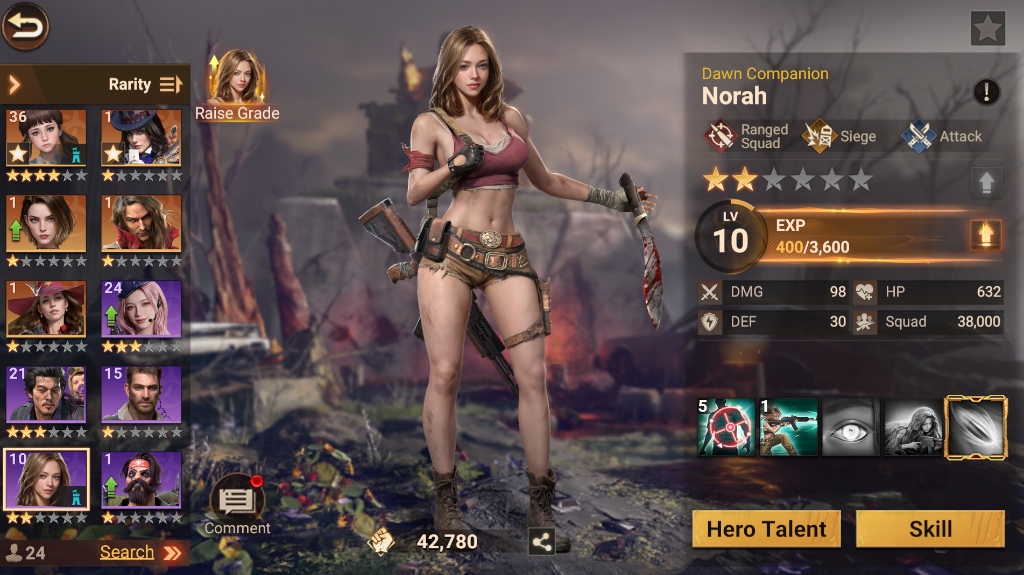 Rarity
36
1
1
1
1
24
21
15
10
1
24
Search
Raise Grade
Comment
42,780
Dawn Companion
Norah
!
Ranged
Squad
Siege
Attack
LV
10
EXP
400/3,600
DMG 98
HP 632
DEF 30
Squad 38,000
5
1
Hero Talent
Skill